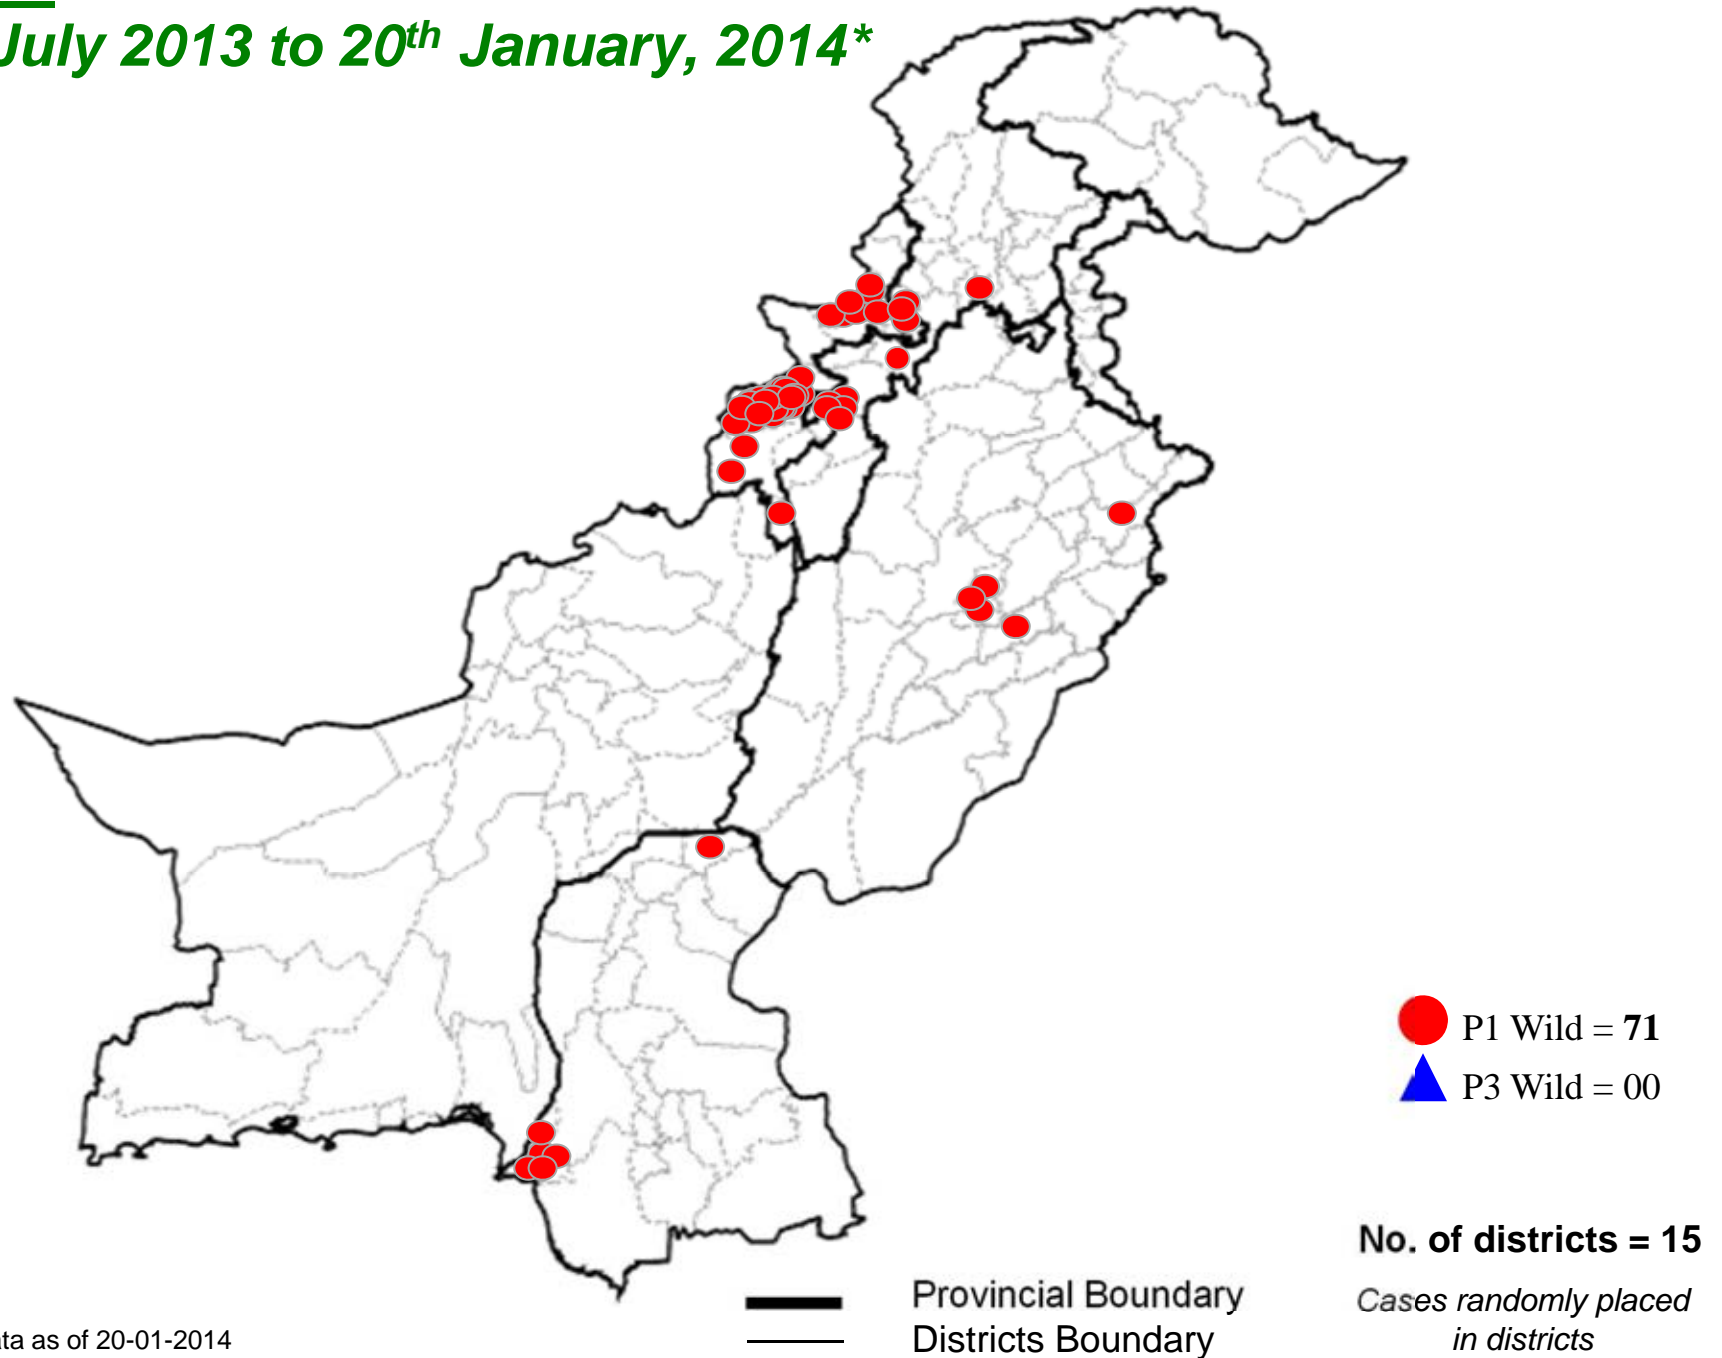 July 2013 to 20th January, 2014*
P1 Wild = 71
P3 Wild = 00
No. of districts = 15
Cases randomly placed
in districts
Provincial Boundary
Districts Boundary
ta as of 20-01-2014